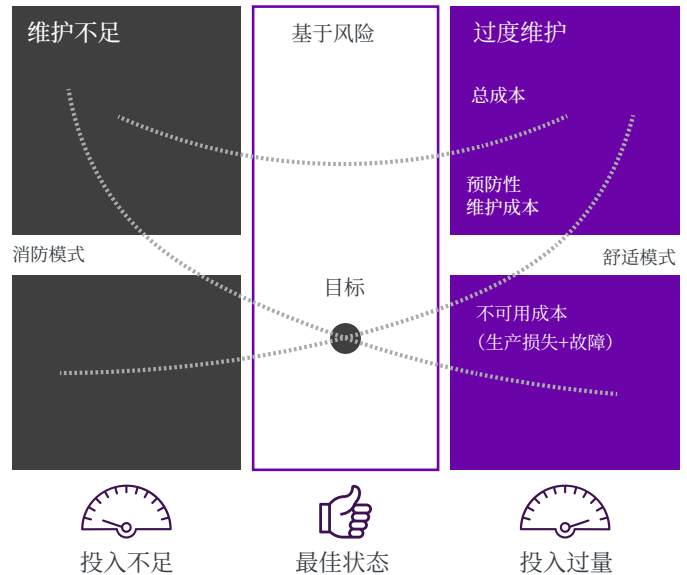 维护不足
基于风险
过度维护
总成本
预防性
维护成本
消防模式
舒适模式
目标
不可用成本
（生产损失+故障）
投入不足
最佳状态
投入过量